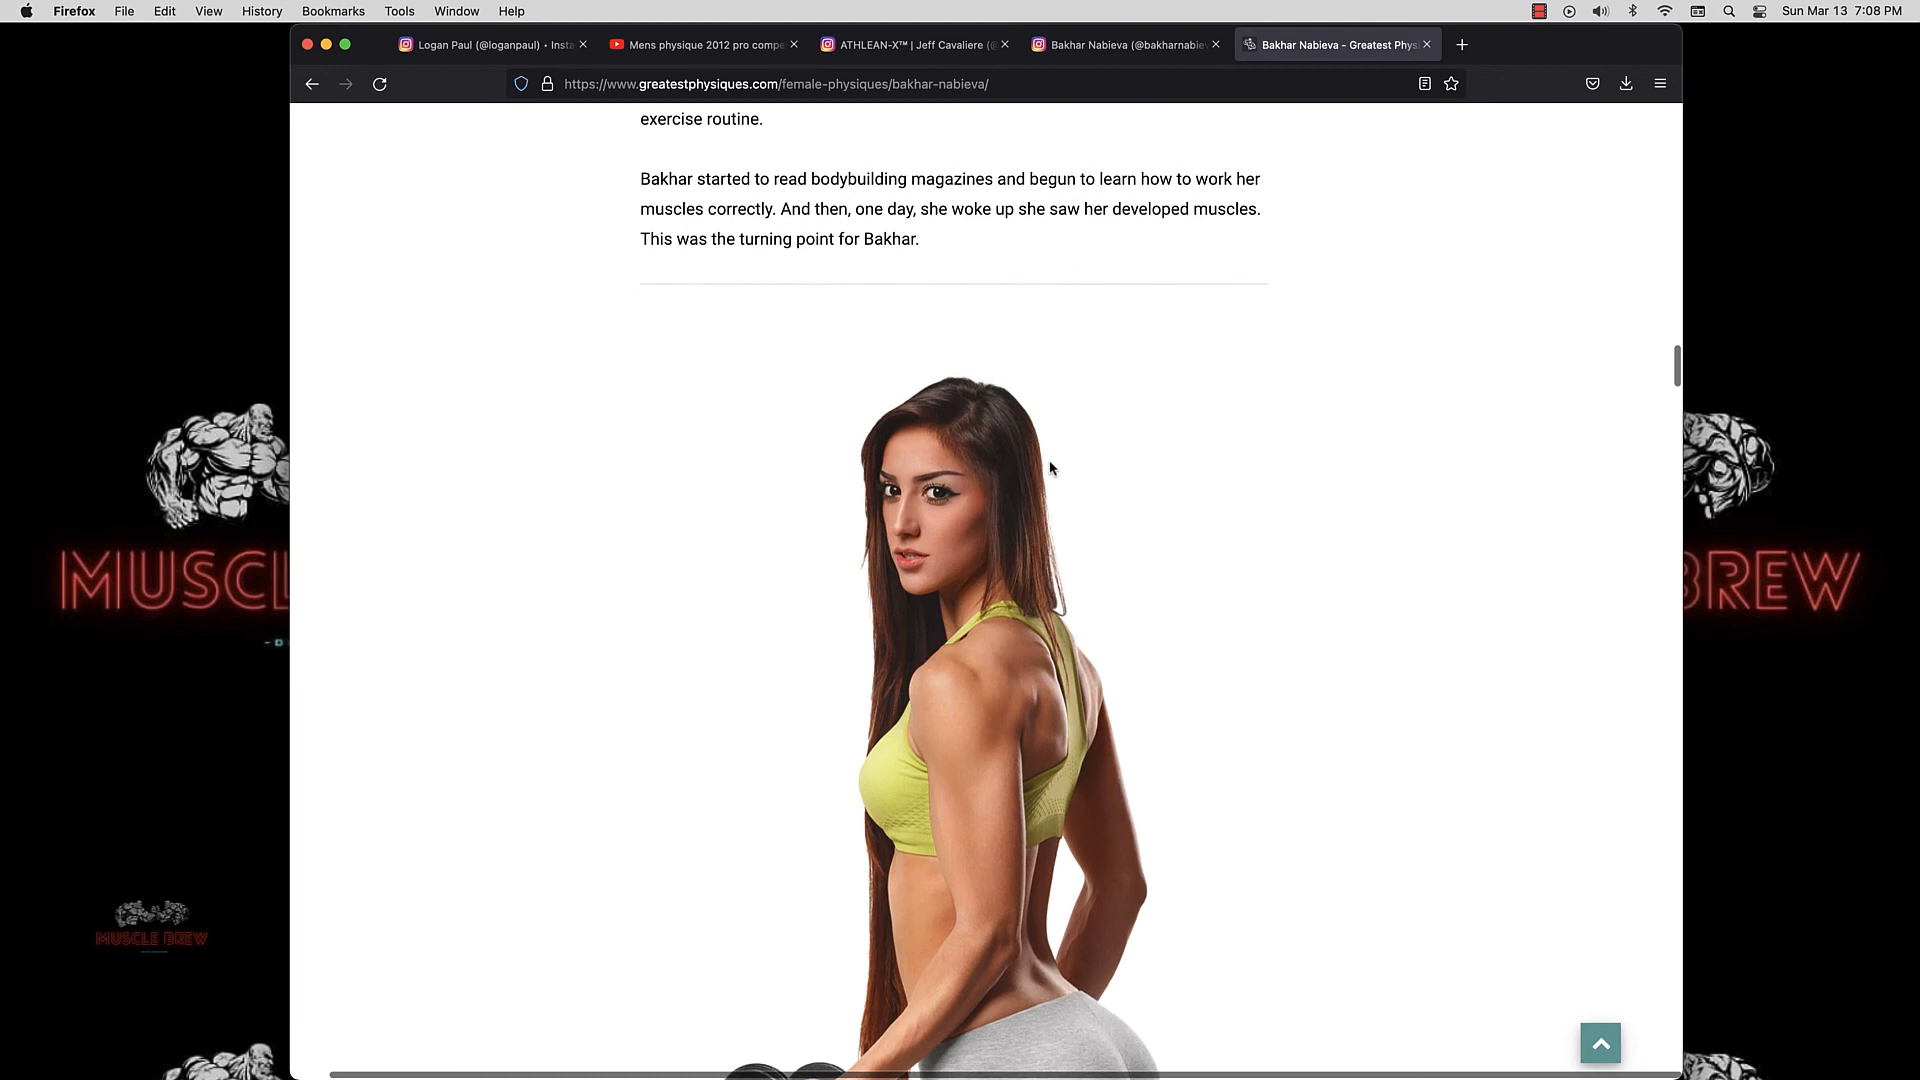 Firefox File Edit View History Bookmarks Tools Window Help Sun Mar 13 7:08 PM
Logan Paul (@loganpaul) • Insta Mens physique 2012 pro compe ATHLEAN-X™ | Jeff Cavaliere (@ Bakhar Nabieva (@bakharnabiev Bakhar Nabieva - Greatest Phys
https://www.greatestphysiques.com/female-physiques/bakhar-nabieva/
exercise routine.
Bakhar started to read bodybuilding magazines and begun to learn how to work her
muscles correctly. And then, one day, she woke up she saw her developed muscles.
This was the turning point for Bakhar.
MUSCL BREW
- D
MUSCLE BREW